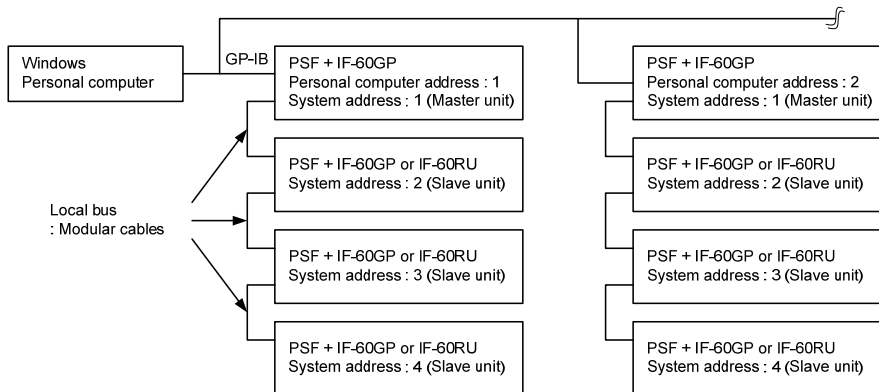 Windows
Personal computer
GP-IB
PSF + IF-60GP
Personal computer address : 1
System address : 1 (Master unit)
PSF + IF-60GP or IF-60RU
System address : 2 (Slave unit)
PSF + IF-60GP or IF-60RU
System address : 3 (Slave unit)
PSF + IF-60GP or IF-60RU
System address : 4 (Slave unit)
Local bus
: Modular cables
PSF + IF-60GP
Personal computer address : 2
System address : 1 (Master unit)
PSF + IF-60GP or IF-60RU
System address : 2 (Slave unit)
PSF + IF-60GP or IF-60RU
System address : 3 (Slave unit)
PSF + IF-60GP or IF-60RU
System address : 4 (Slave unit)